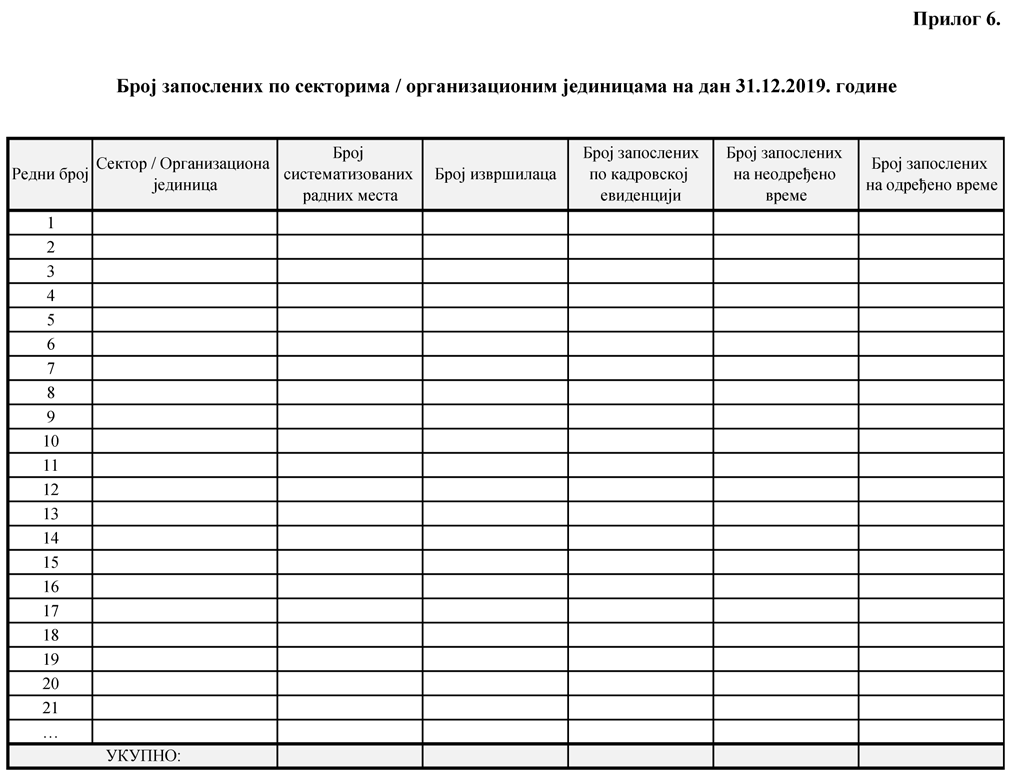 Прилог 6.
Број запослених по секторима / организационим јединицама на дан 31.12.2019. године
Редни број
Сектор / Организациона
јединица
Број
систематизованих
радних места
Број извршилаца
Број запослених
по кадровској
евиденцији
Број запослених
на неодређено
време
Број запослених
на одређено време
1
2
3
4
5
6
7
8
9
10
11
12
13
14
15
16
17
18
19
20
21
…
УКУПНО: